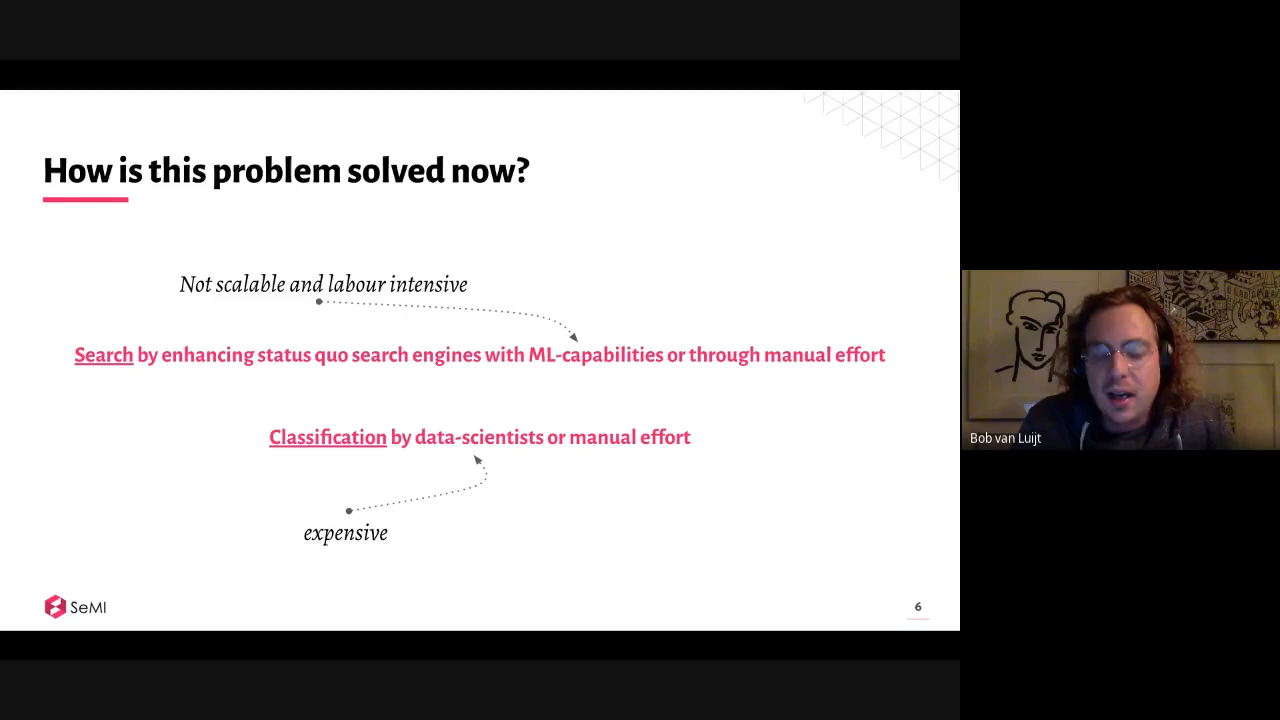 How is this problem solved now?
Not scalable and labour intensive
Search by enhancing status quo search engines with ML-capabilities or through manual effort
Classification by data-scientists or manual effort
expensive
SeMI
6
Bob van Luijt